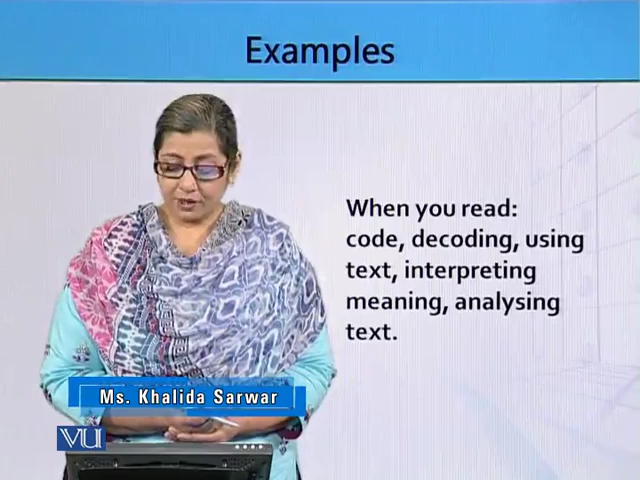 Examples
When you read:
code, decoding, using
text, interpreting
meaning, analysing
text.
Ms. Khalida Sarwar
VU